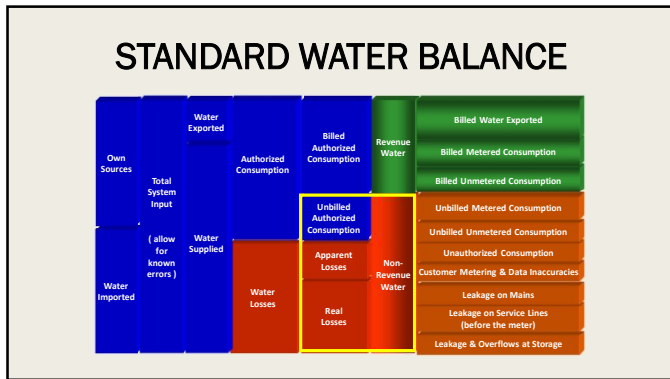 STANDARD WATER BALANCE
Own
Sources
Water
Imported
Total
System
Input
( allow
for
known
errors )
Water
Exported
Water
Supplied
Authorized
Consumption
Water
Losses
Billed
Authorized
Consumption
Unbilled
Authorized
Consumption
Apparent
Losses
Real
Losses
Revenue
Water
Non-
Revenue
Water
Billed Water Exported
Billed Metered Consumption
Billed Unmetered Consumption
Unbilled Metered Consumption
Unbilled Unmetered Consumption
Unauthorized Consumption
Customer Metering & Data Inaccuracies
Leakage on Mains
Leakage on Service Lines
(before the meter)
Leakage & Overflows at Storage